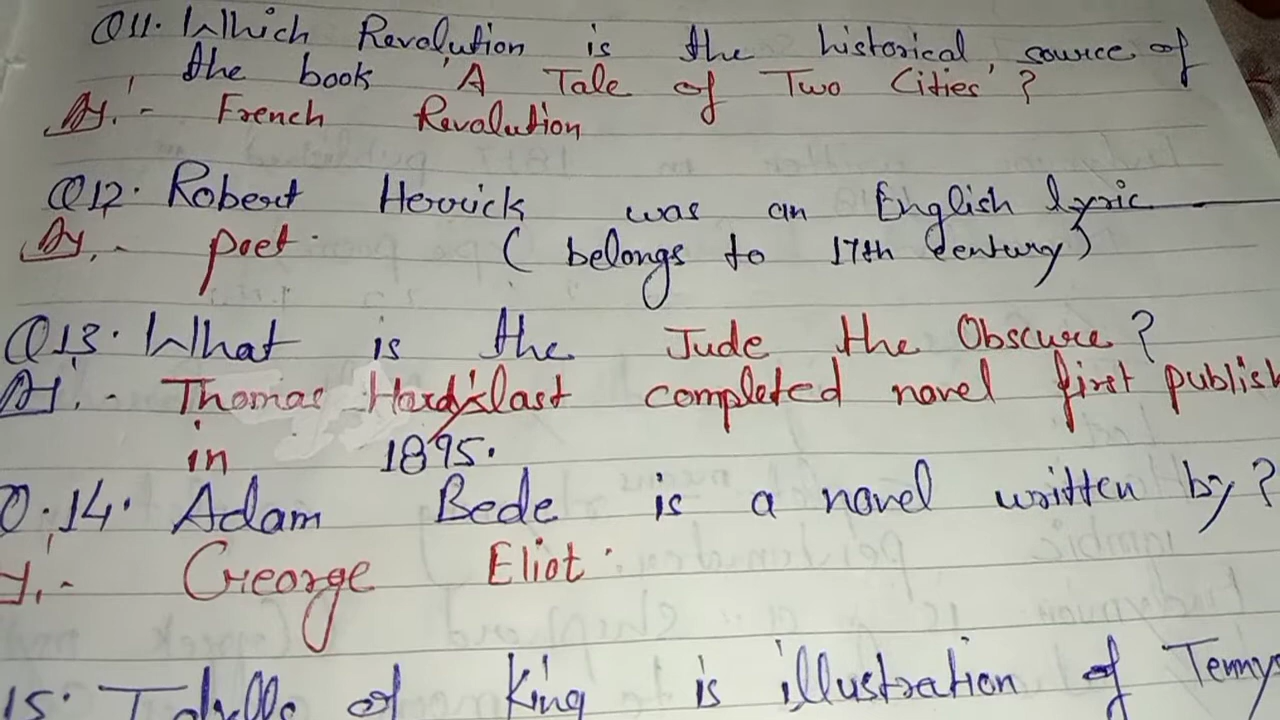 Q11. Which Revolution is the historical source of
the book 'A Tale of Two Cities'?
A. :- French Revolution
Q12. Robert Herrick was an English lyric ____
A. :- poet. (belongs to 17th century)
Q13. What is the Jude the Obscure?
A. :- Thomas Hardy's last completed novel first publish
in 1895.
Q.14. Adam Bede is a novel written by?
:- George Eliot.
15. Idylls of King is illustration of Tennys